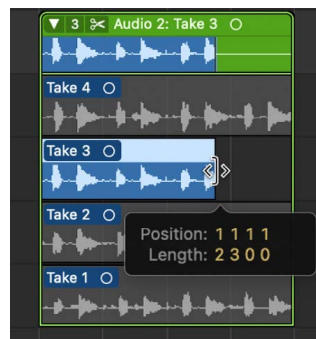 3 Audio 2: Take 3
Take 4
Take 3
Take 2
Position: 1 1 1 1
Length: 2 3 0 0
Take 1